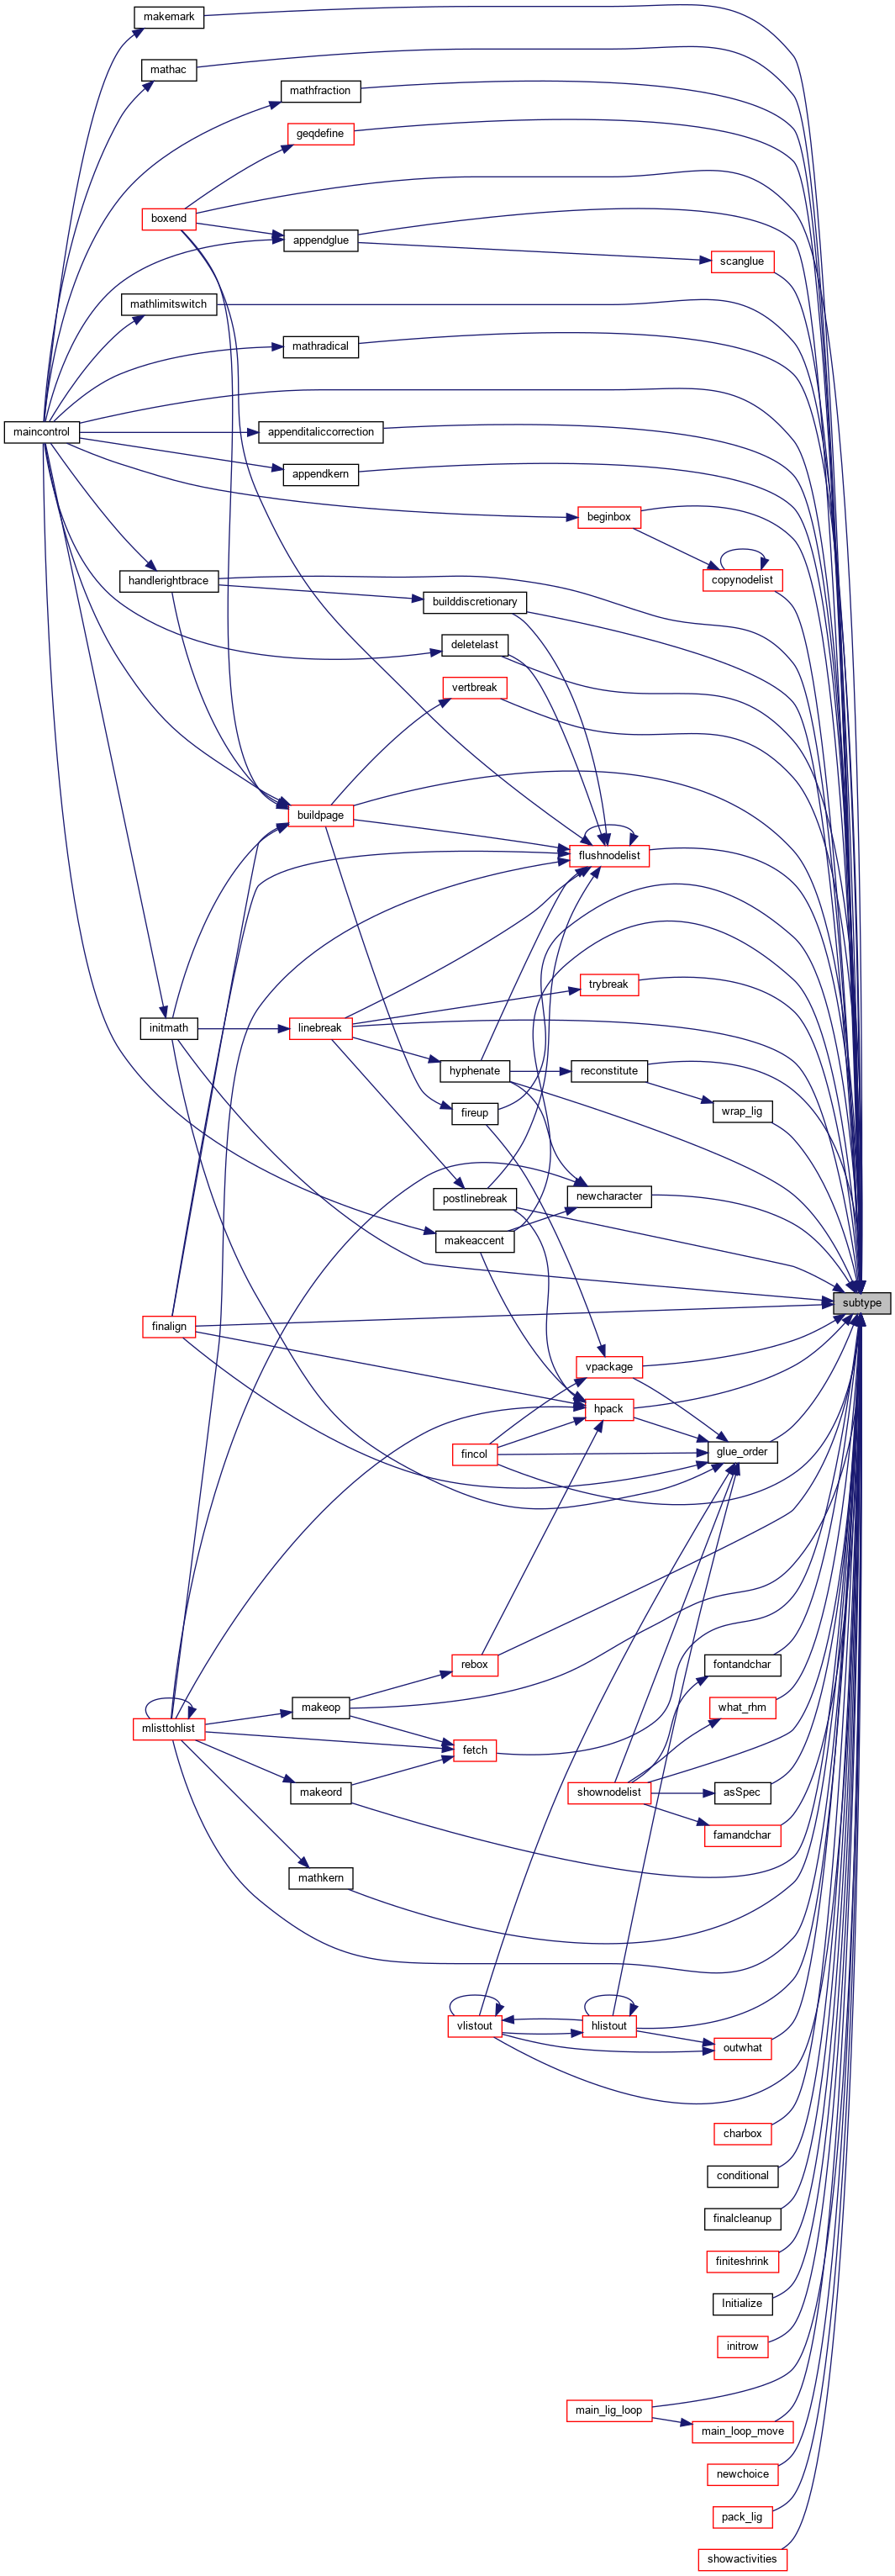 makemark
mathac
mathfraction
geqdefine
boxend
appendglue
scanglue
mathlimitswitch
mathradical
maincontrol
appenditaliccorrection
appendkern
beginbox
copynodelist
handlerightbrace
builddiscretionary
deletelast
vertbreak
buildpage
flushnodelist
trybreak
initmath
linebreak
hyphenate
reconstitute
fireup
wrap_lig
postlinebreak
newcharacter
makeaccent
subtype
finalign
vpackage
hpack
fincol
glue_order
rebox
fontandchar
makeop
what_rhm
mlisttohlist
fetch
makeord
shownodelist
asSpec
famandchar
mathkern
vlistout
hlistout
outwhat
charbox
conditional
finalcleanup
finiteshrink
Initialize
initrow
main_lig_loop
main_loop_move
newchoice
pack_lig
showactivities